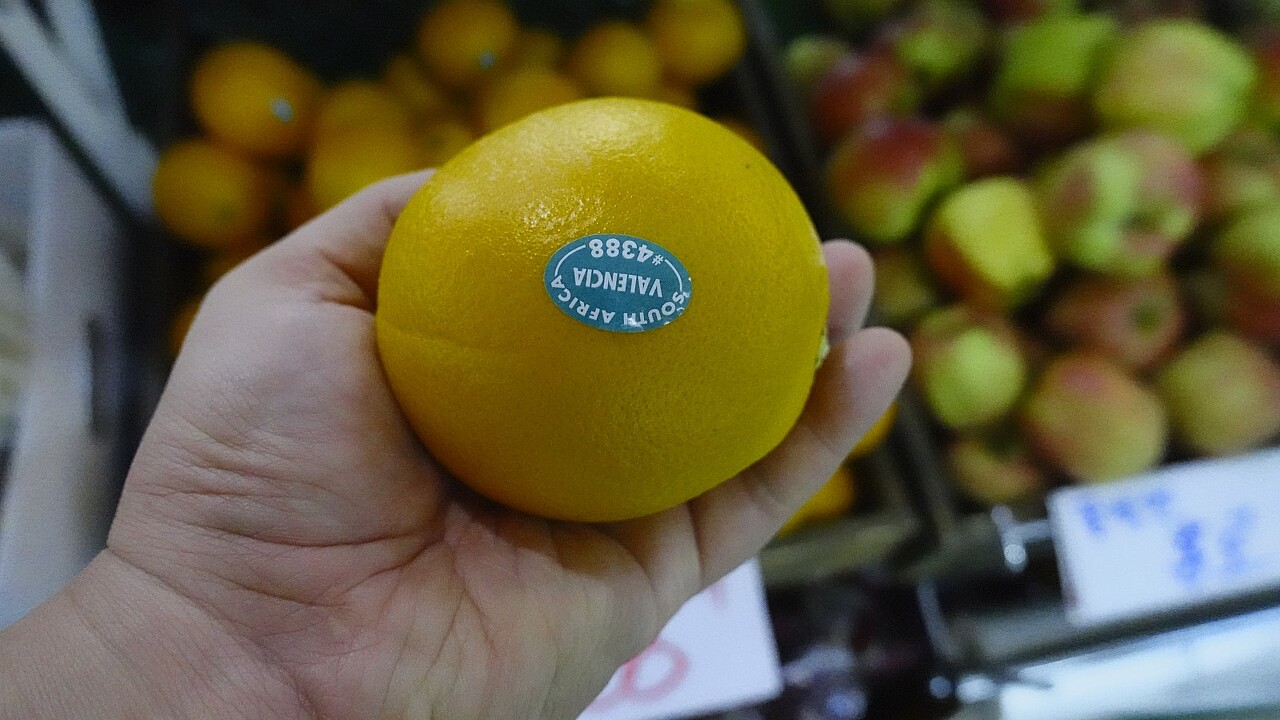 #4388
VALENCIA
SOUTH AFRICA